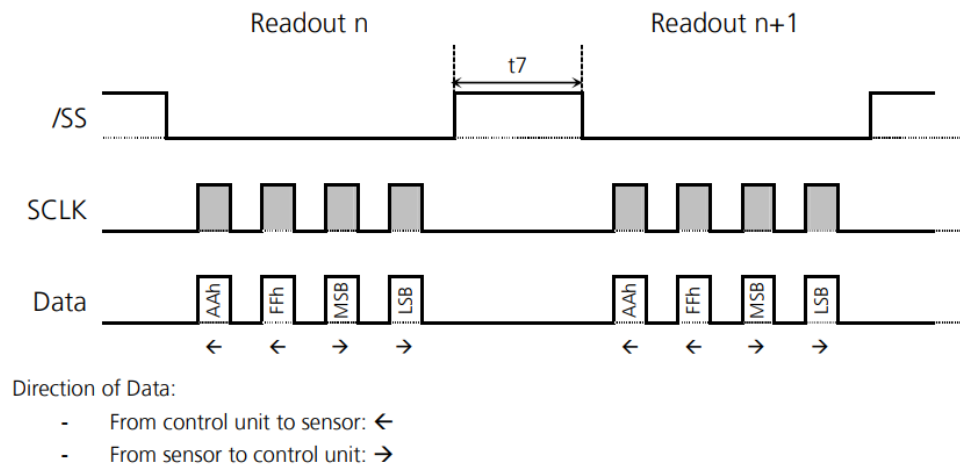 Readout n Readout n+1
t7
/SS
SCLK
Data
AAh FFh MSB LSB AAh FFh MSB LSB
← ← → → ← ← → →
Direction of Data:
- From control unit to sensor: ←
- From sensor to control unit: →